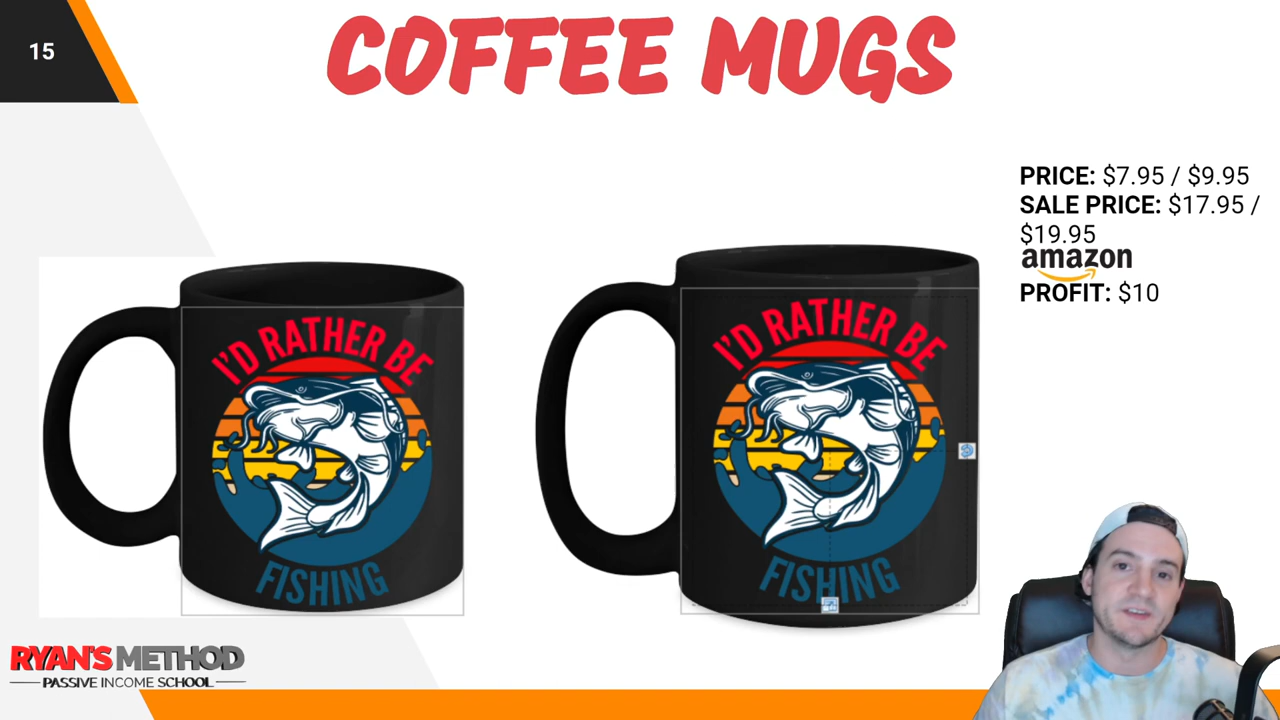 15
COFFEE MUGS
PRICE: $7.95 / $9.95
SALE PRICE: $17.95 /
$19.95
amazon
PROFIT: $10
I'D RATHER BE
FISHING
I'D RATHER BE
FISHING
RYAN'S METHOD
PASSIVE INCOME SCHOOL